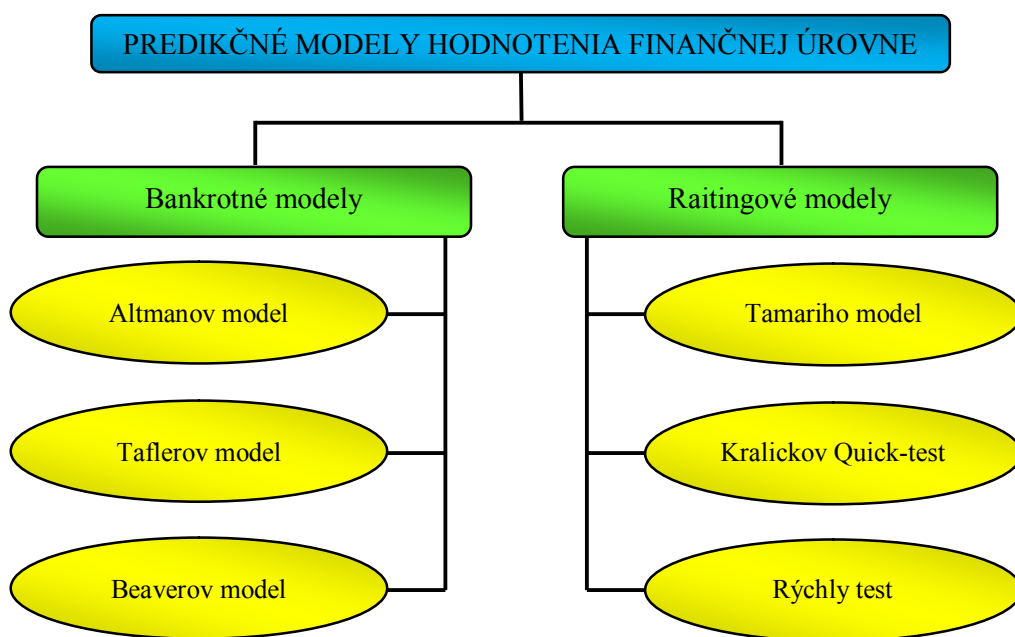 PREDIKČNÉ MODELY HODNOTENIA FINANČNEJ ÚROVNE
Bankrotné modely
Raitingové modely
Altmanov model
Tamariho model
Taflerov model
Kralickov Quick-test
Beaverov model
Rýchly test